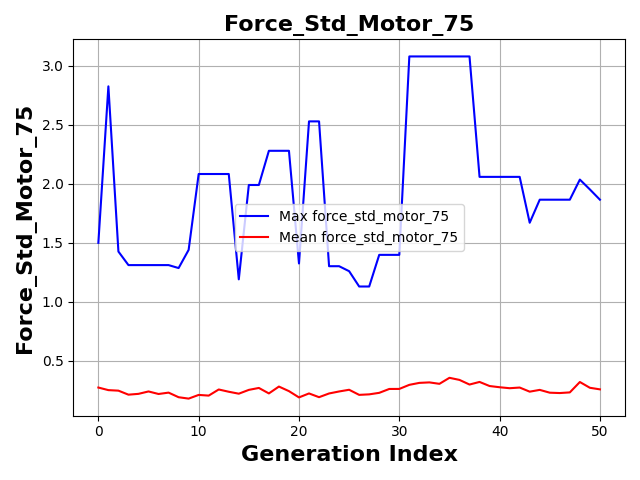 Force_Std_Motor_75
Force_Std_Motor_75
3.0
2.5
2.0
1.5
1.0
0.5
Max force_std_motor_75
Mean force_std_motor_75
0 10 20 30 40 50
Generation Index